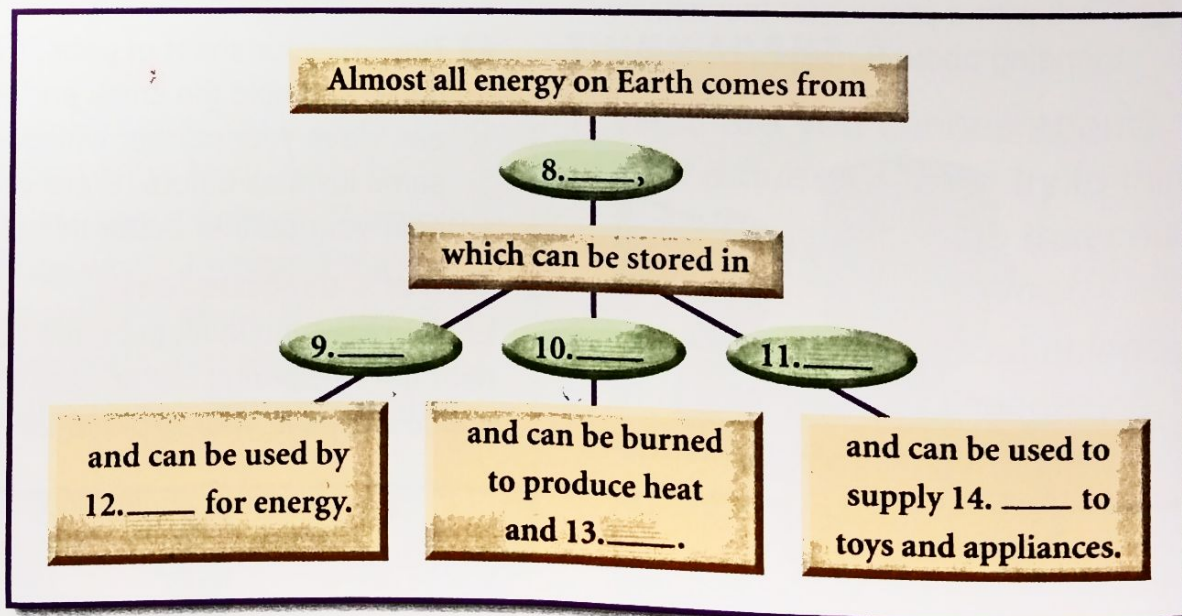 Almost all energy on Earth comes from
8.____,
which can be stored in
9.____
10.____
11.____
and can be used by
12.____ for energy.
and can be burned
to produce heat
and 13.____.
and can be used to
supply 14. ____ to
toys and appliances.